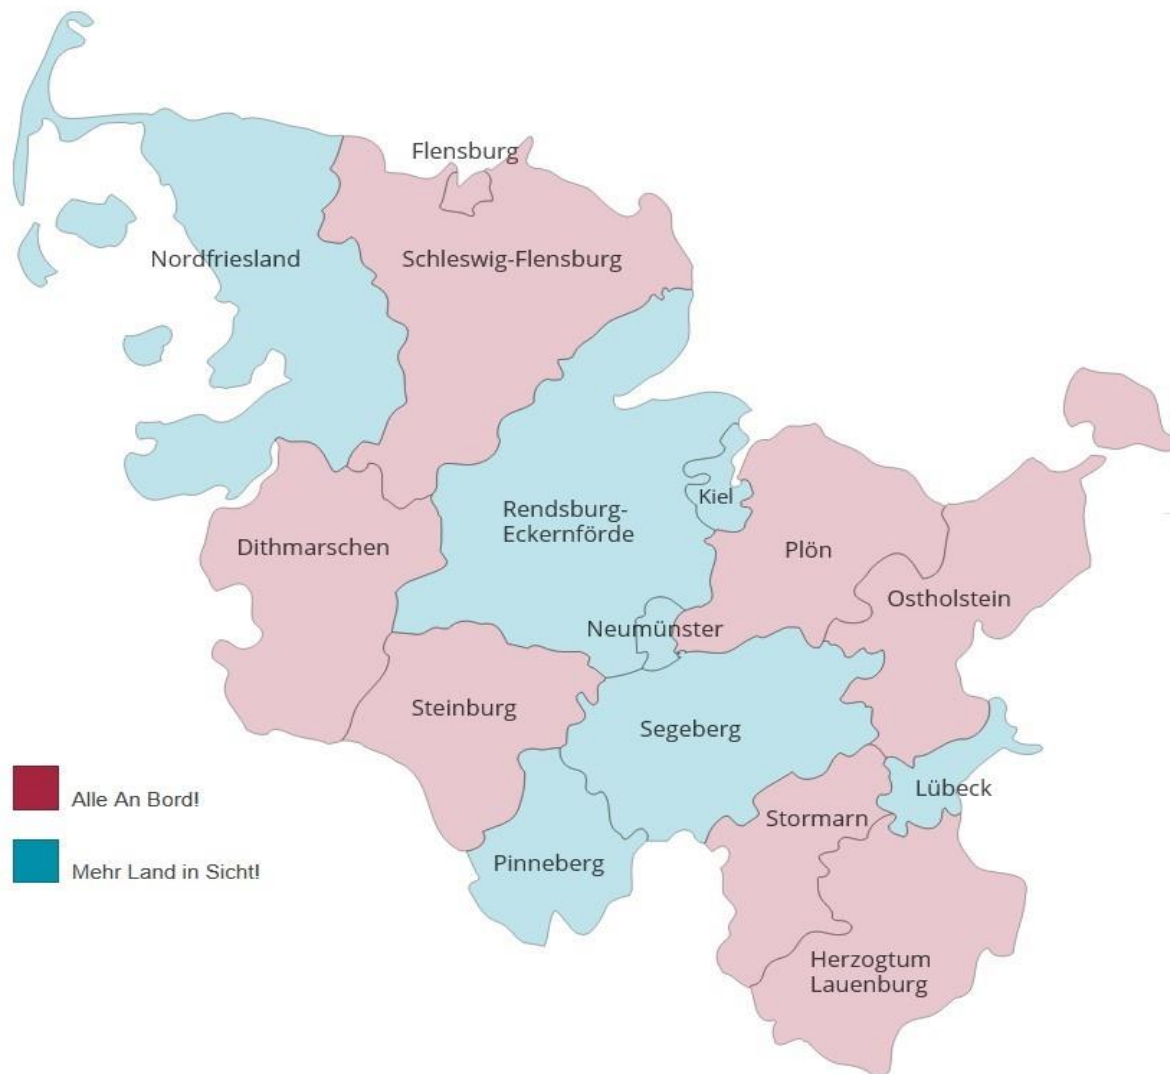 Flensburg
Nordfriesland
Schleswig-Flensburg
Rendsburg-
Eckernförde
Kiel
Dithmarschen
Plön
Ostholstein
Neumünster
Steinburg
Segeberg
Lübeck
Alle An Bord!
Stormarn
Mehr Land in Sicht!
Pinneberg
Herzogtum
Lauenburg